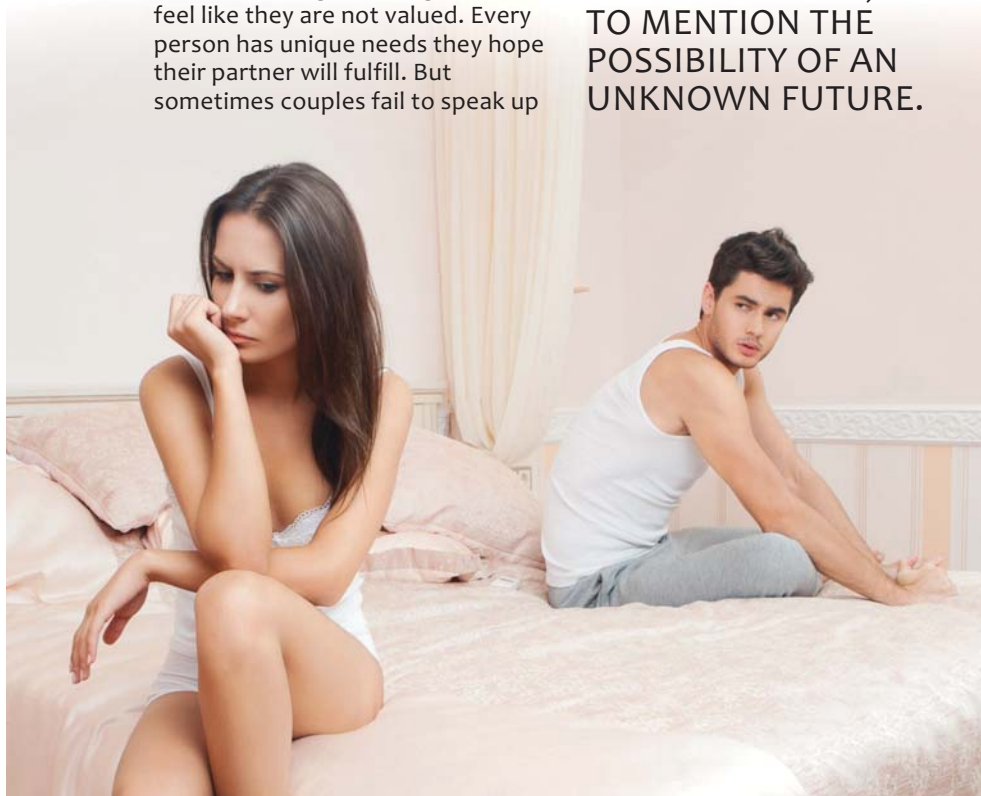 feel like they are not valued. Every
person has unique needs they hope
their partner will fulfill. But
sometimes couples fail to speak up
TO MENTION THE
POSSIBILITY OF AN
UNKNOWN FUTURE.